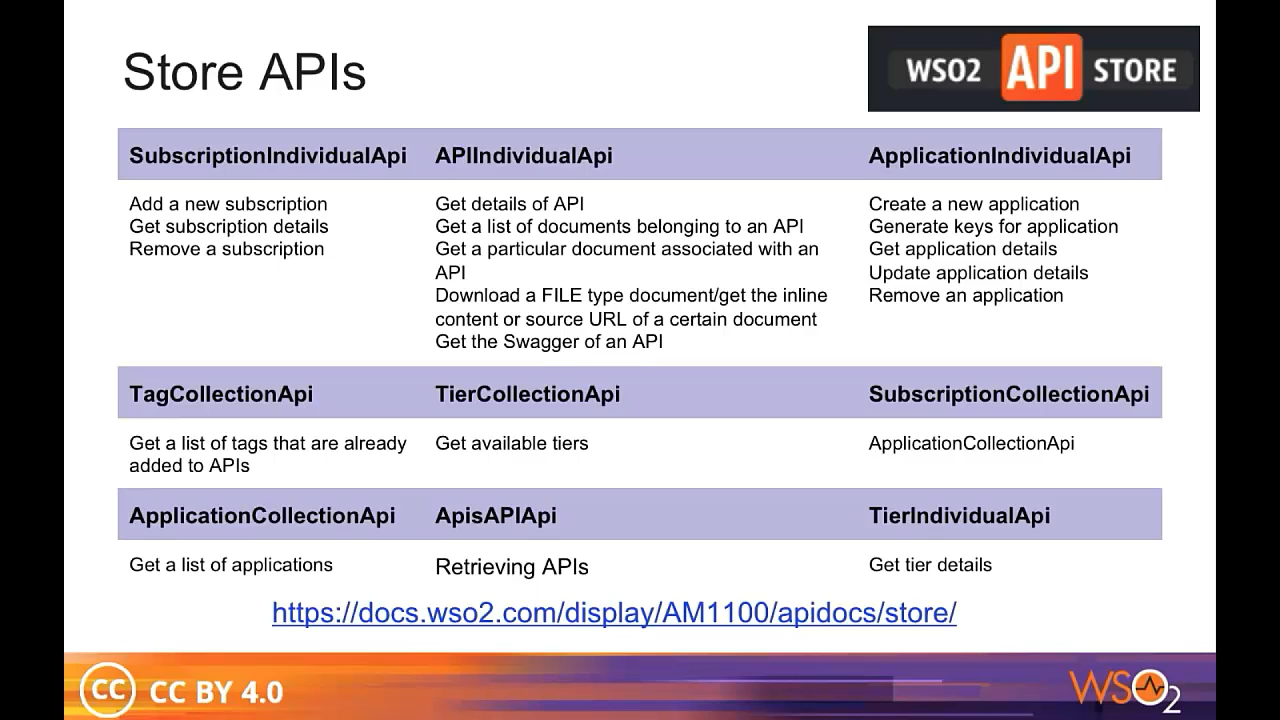 Store APIs
WSO2 API STORE
SubscriptionIndividualApi
APIIndividualApi
ApplicationIndividualApi
Add a new subscription
Get subscription details
Remove a subscription
Get details of API
Get a list of documents belonging to an API
Get a particular document associated with an
API
Download a FILE type document/get the inline
content or source URL of a certain document
Get the Swagger of an API
Create a new application
Generate keys for application
Get application details
Update application details
Remove an application
TagCollectionApi
TierCollectionApi
SubscriptionCollectionApi
Get a list of tags that are already
added to APIs
Get available tiers
ApplicationCollectionApi
ApplicationCollectionApi
ApisAPIApi
TierIndividualApi
Get a list of applications
Retrieving APIs
Get tier details
https://docs.wso2.com/display/AM1100/apidocs/store/
CC CC BY 4.0
WSO2